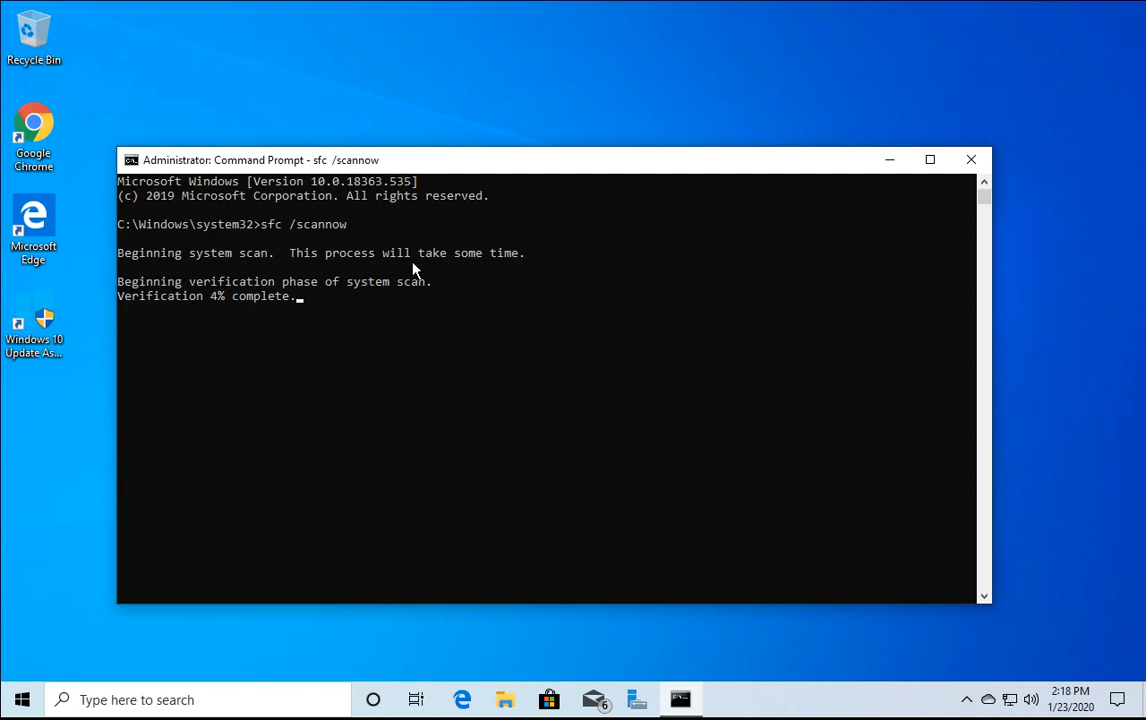 Recycle Bin
Google
Chrome
Microsoft
Edge
Windows 10
Update As...
Administrator: Command Prompt - sfc  /scannow
Microsoft Windows [Version 10.0.18363.535]
(c) 2019 Microsoft Corporation. All rights reserved.
C:\Windows\system32>sfc /scannow
Beginning system scan.  This process will take some time.
Beginning verification phase of system scan.
Verification 4% complete.
Type here to search
6
2:18 PM
1/23/2020